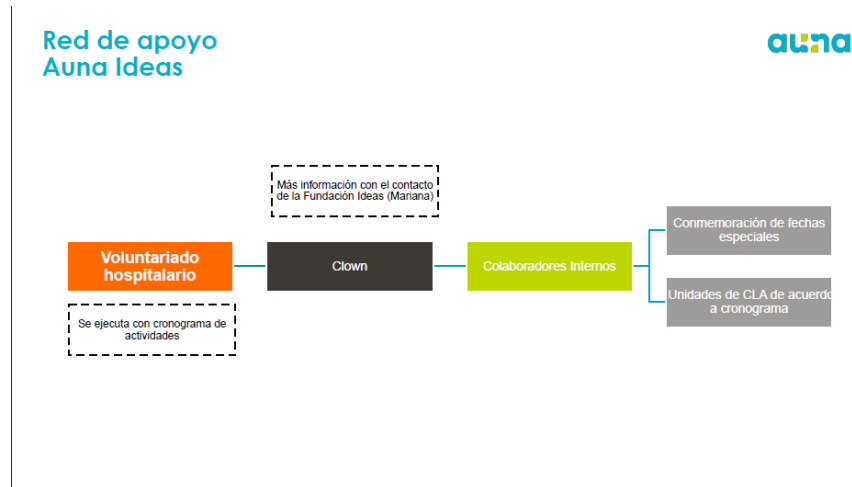 Red de apoyo
Auna Ideas
auna
Más información con el contacto
de la Fundación Ideas (Mariana)
Voluntariado
hospitalario
Clown
Colaboradores Internos
Conmemoración de fechas
especiales
Unidades de CLA de acuerdo
a cronograma
Se ejecuta con cronograma de
actividades